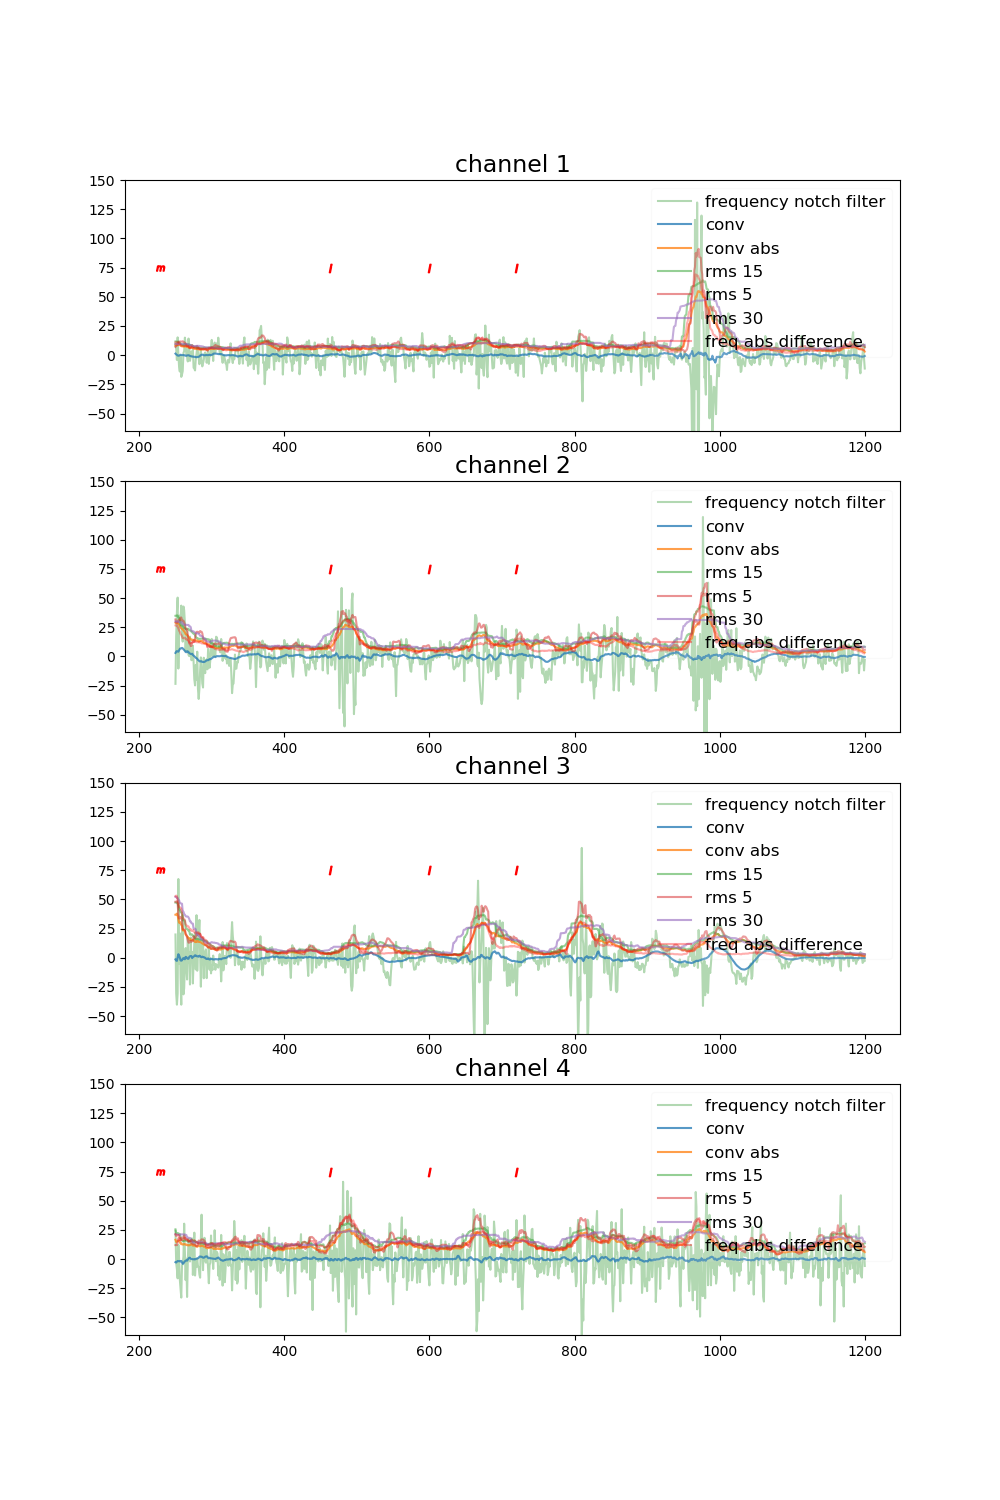 channel 1
150
125
100
75
50
25
0
−25
−50
m l l l
frequency notch filter
conv
conv abs
rms 15
rms 5
rms 30
freq abs difference
200 400 600 800 1000 1200
channel 2
150
125
100
75
50
25
0
−25
−50
m l l l
frequency notch filter
conv
conv abs
rms 15
rms 5
rms 30
freq abs difference
200 400 600 800 1000 1200
channel 3
150
125
100
75
50
25
0
−25
−50
m l l l
frequency notch filter
conv
conv abs
rms 15
rms 5
rms 30
freq abs difference
200 400 600 800 1000 1200
channel 4
150
125
100
75
50
25
0
−25
−50
m l l l
frequency notch filter
conv
conv abs
rms 15
rms 5
rms 30
freq abs difference
200 400 600 800 1000 1200